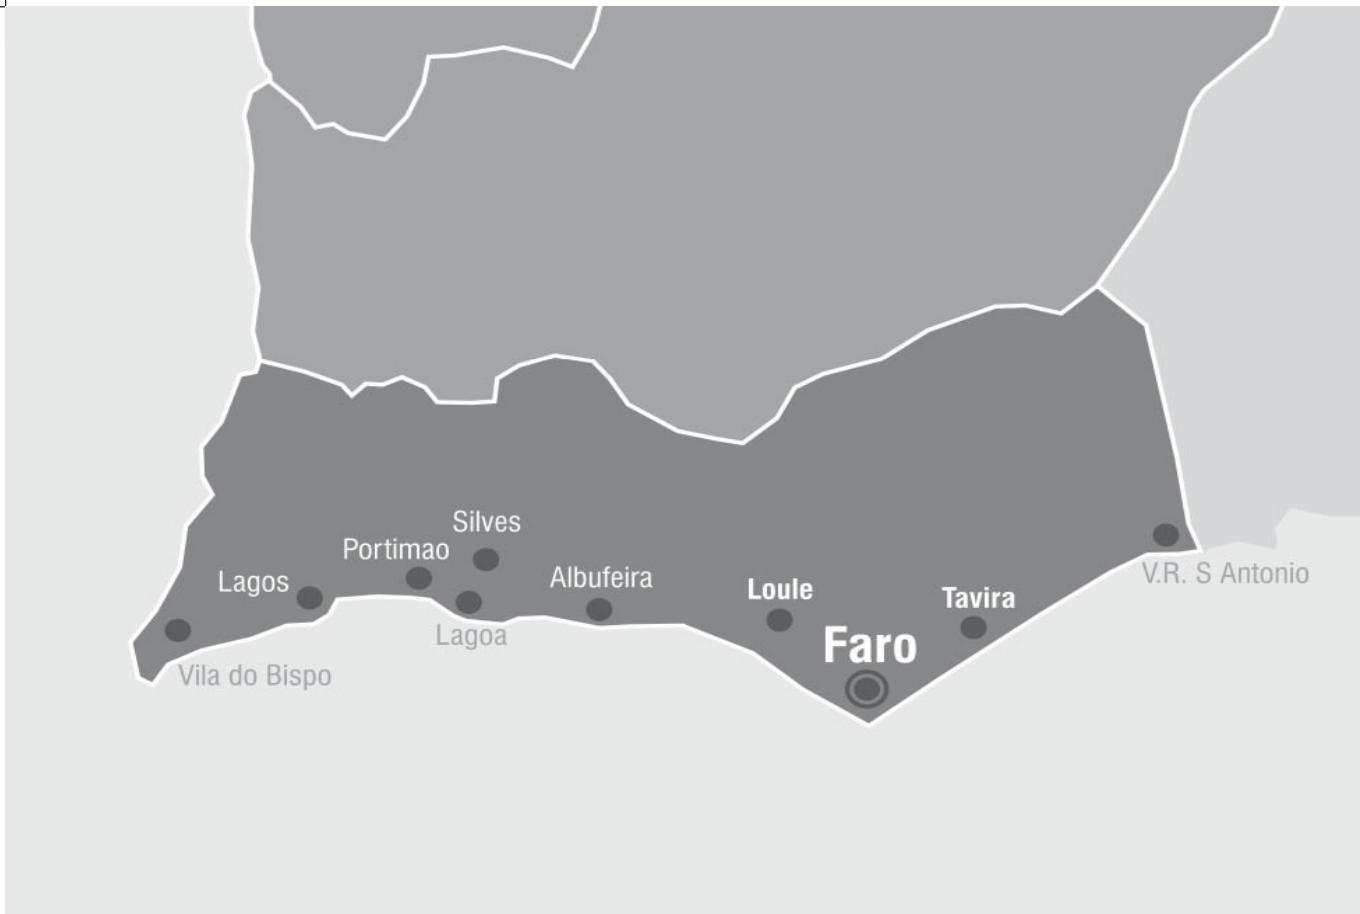 Silves
Portimao
Albufeira
Lagos
Loule
Tavira
V.R. S Antonio
Lagoa
Faro
Vila do Bispo